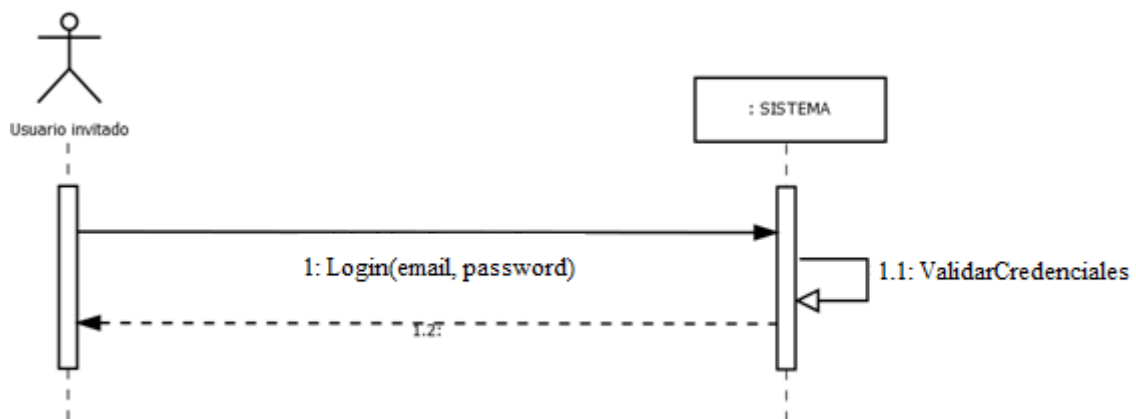 Usuario invitado
: SISTEMA
1: Login(email, password)
1.1: ValidarCredenciales
1.2: